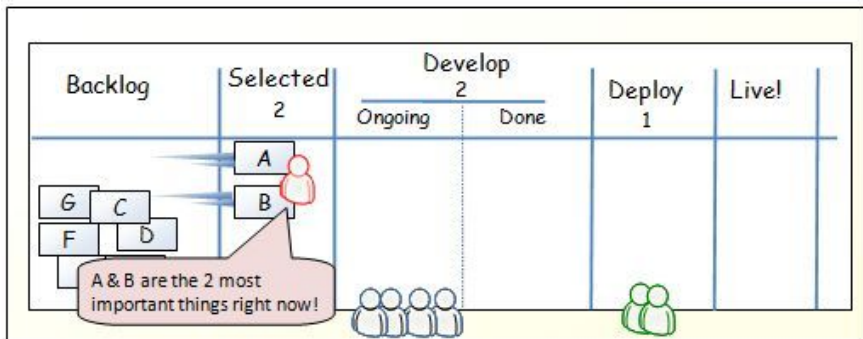 Backlog
Selected
2
Develop
2
Ongoing
Done
Deploy
1
Live!
A
B
G
C
F
D
A & B are the 2 most
important things right now!